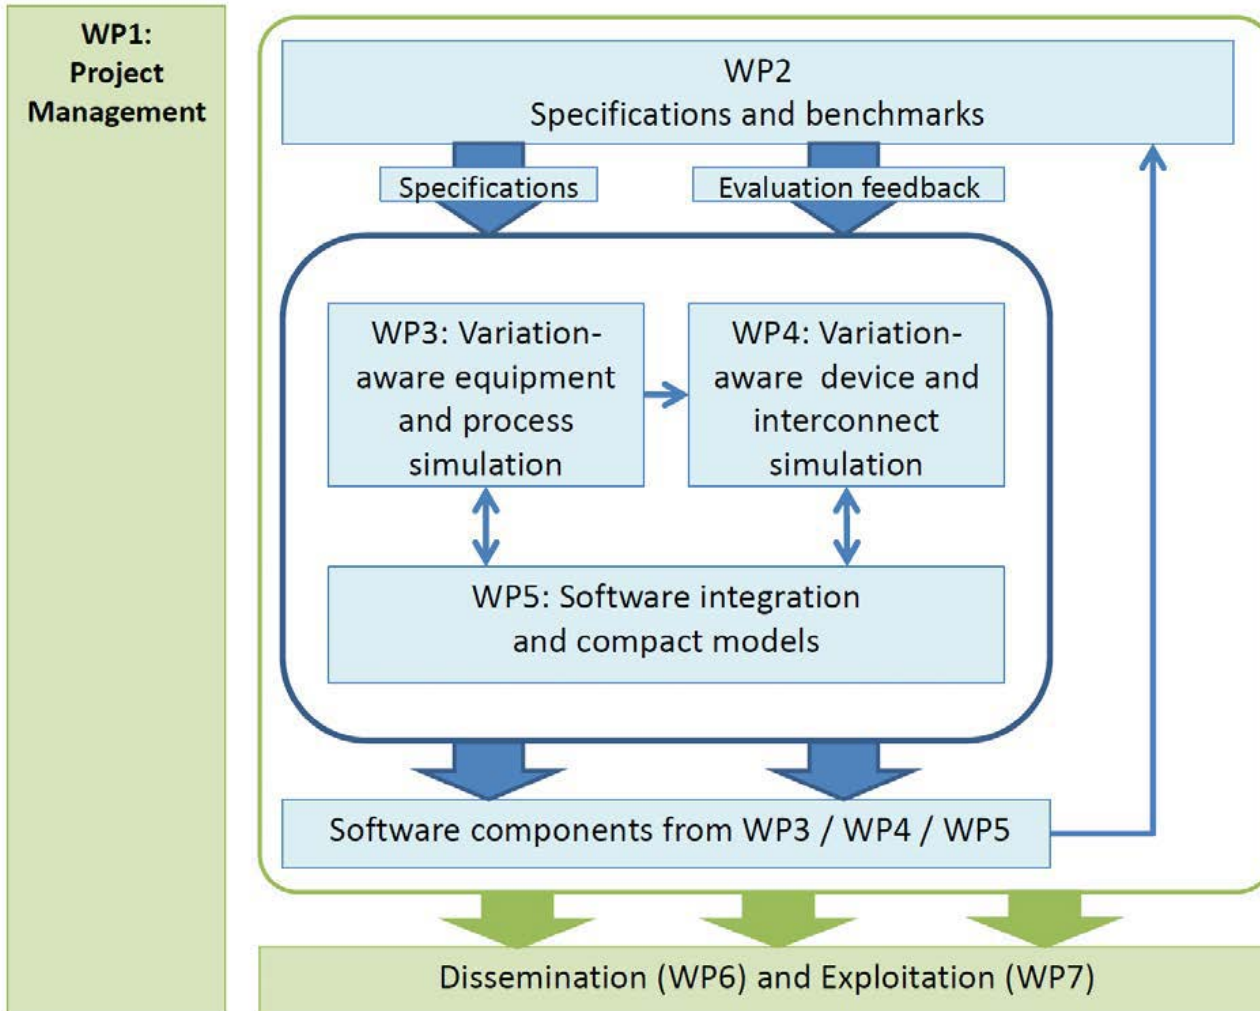 WP1:
Project
Management
WP2
Specifications and benchmarks
Specifications
Evaluation feedback
WP3: Variation-
aware equipment
and process
simulation
WP4: Variation-
aware device and
interconnect
simulation
WP5: Software integration
and compact models
Software components from WP3 / WP4 / WP5
Dissemination (WP6) and Exploitation (WP7)